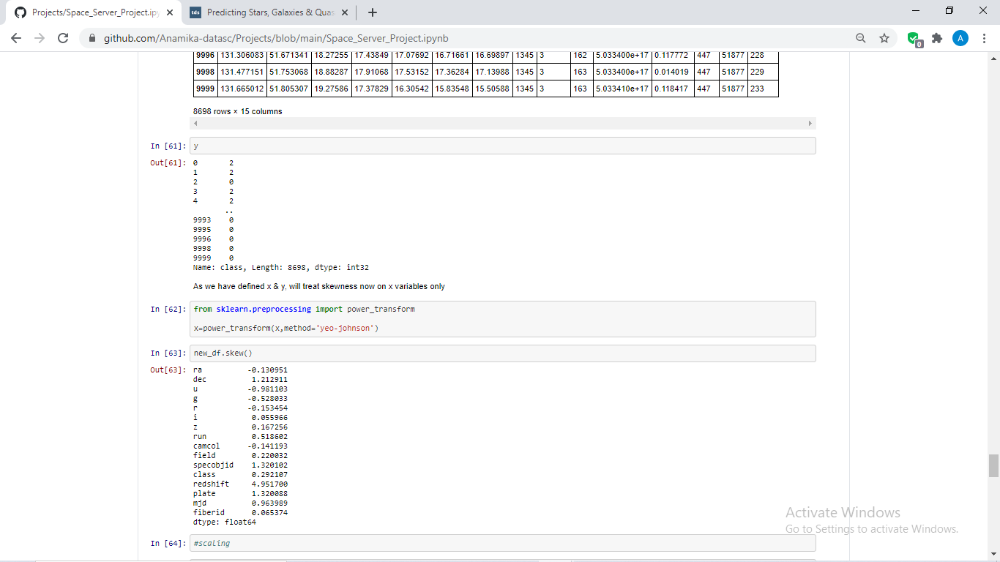 Projects/Space_Server_Project.ipy
tds Predicting Stars, Galaxies & Quas
github.com/Anamika-datasc/Projects/blob/main/Space_Server_Project.ipynb
0
A
9996 131.306083 51.671341 18.27255 17.43849 17.07692 16.71661 16.69897 1345 3 162 5.033400e+17 0.117772 447 51877 228
9998 131.477151 51.753068 18.88287 17.91068 17.53152 17.36284 17.13988 1345 3 163 5.033400e+17 0.014019 447 51877 229
9999 131.665012 51.805307 19.27586 17.37829 16.30542 15.83548 15.50588 1345 3 163 5.033410e+17 0.118417 447 51877 233
8698 rows × 15 columns
In [61]: y
Out[61]: 0 2
1 2
2 0
3 2
4 2
..
9993 0
9995 0
9996 0
9998 0
9999 0
Name: class, Length: 8698, dtype: int32
As we have defined x & y, will treat skewness now on x variables only
In [62]: from sklearn.preprocessing import power_transform
x=power_transform(x,method='yeo-johnson')
In [63]: new_df.skew()
Out[63]: ra -0.130951
dec 1.212911
u -0.981103
g -0.528033
r -0.153454
i 0.055966
z 0.167256
run 0.518602
camcol -0.141193
field 0.220032
specobjid 1.320102
class 0.292107
redshift 4.951700
plate 1.320088
mjd 0.963989
fiberid 0.065374
dtype: float64
In [64]: #scaling
Activate Windows
Go to Settings to activate Windows.